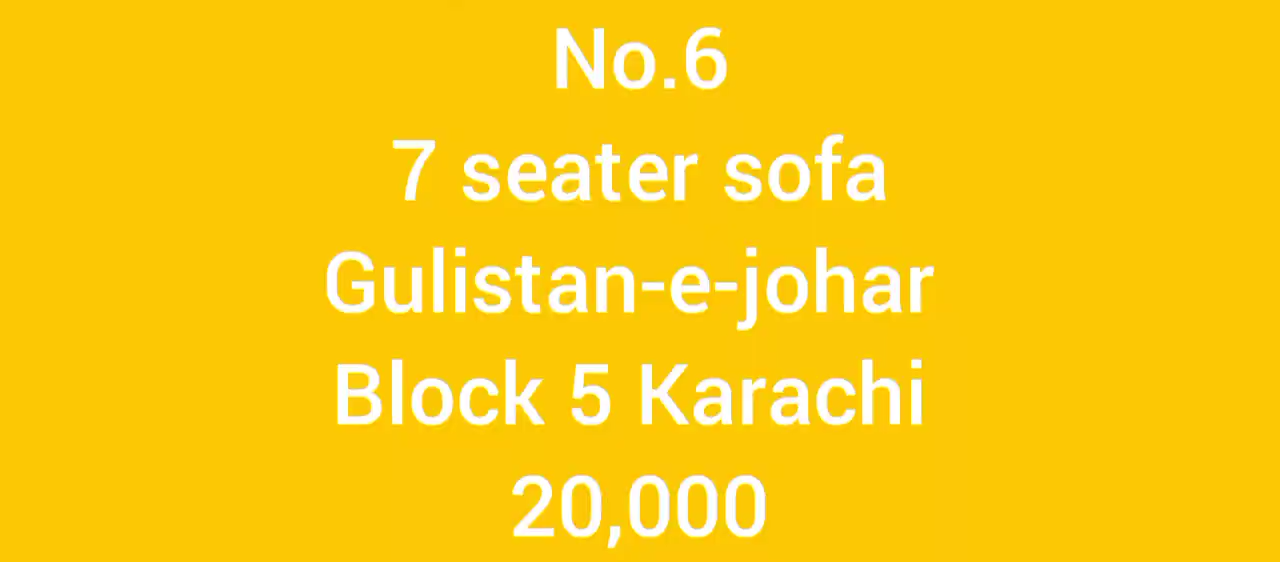 No.6
7 seater sofa
Gulistan-e-johar
Block 5 Karachi
20,000